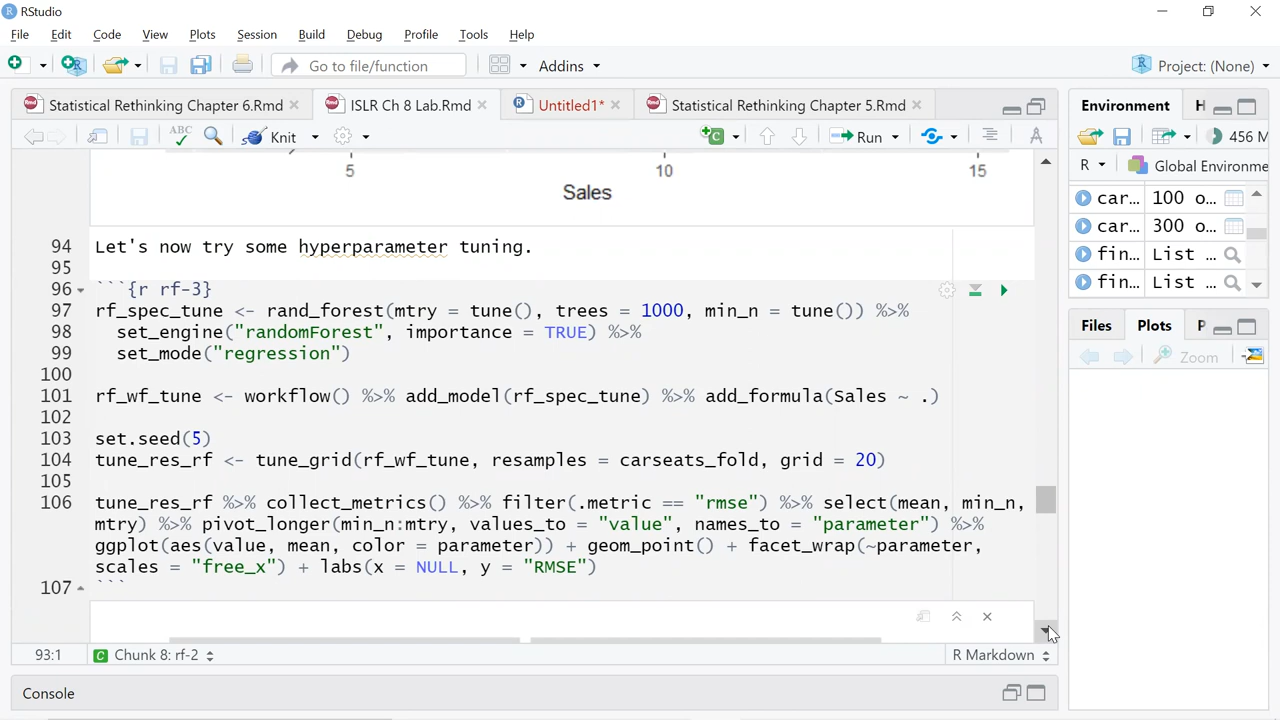 RStudio
File Edit Code View Plots Session Build Debug Profile Tools Help
Go to file/function Addins Project: (None)
Statistical Rethinking Chapter 6.Rmd ISLR Ch 8 Lab.Rmd Untitled1* Statistical Rethinking Chapter 5.Rmd
ABC Knit Run
5 10 15
Sales
94 Let's now try some hyperparameter tuning.
95
96 ```{r rf-3}
97 rf_spec_tune <- rand_forest(mtry = tune(), trees = 1000, min_n = tune()) %>%
98 set_engine("randomForest", importance = TRUE) %>%
99 set_mode("regression")
100
101 rf_wf_tune <- workflow() %>% add_model(rf_spec_tune) %>% add_formula(Sales ~ .)
102
103 set.seed(5)
104 tune_res_rf <- tune_grid(rf_wf_tune, resamples = carseats_fold, grid = 20)
105
106 tune_res_rf %>% collect_metrics() %>% filter(.metric == "rmse") %>% select(mean, min_n,
mtry) %>% pivot_longer(min_n:mtry, values_to = "value", names_to = "parameter") %>%
ggplot(aes(value, mean, color = parameter)) + geom_point() + facet_wrap(~parameter,
scales = "free_x") + labs(x = NULL, y = "RMSE")
107 ```
93:1 Chunk 8: rf-2 R Markdown
Console
Environment H
456 M
R Global Environme
car... 100 o...
car... 300 o...
fin... List ...
fin... List ...
Files Plots P
Zoom